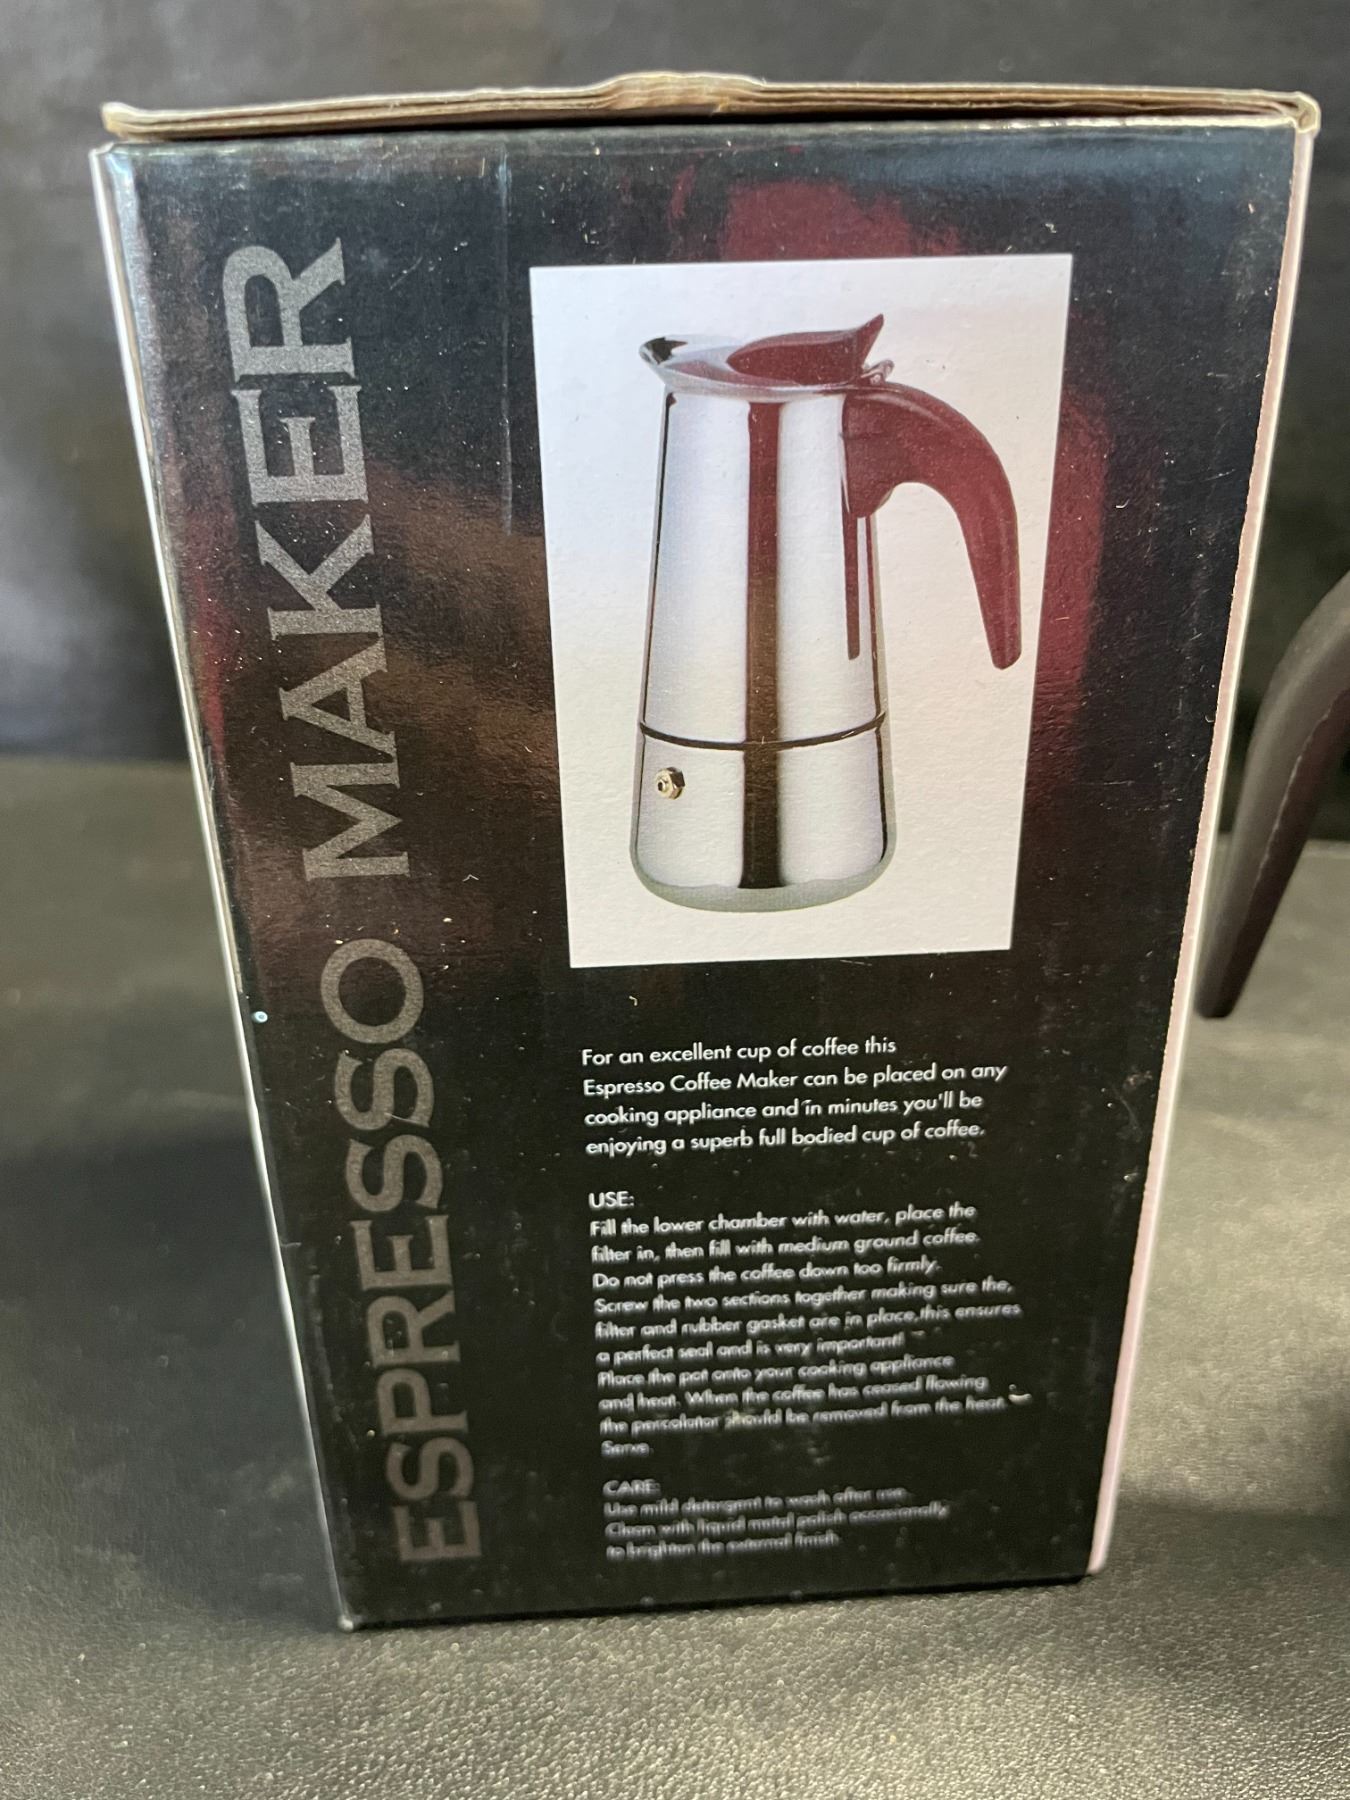 ESPRESSO MAKER
For an excellent cup of coffee this
Espresso Coffee Maker can be placed on any
cooking appliance and in minutes you'll be
enjoying a superb full bodied cup of coffee.
USE:
Fill the lower chamber with water, place the
filter in, then fill with medium ground coffee.
Do not press the coffee down too firmly.
Screw the two sections together making sure the,
filter and rubber gasket are in place,this ensures
a perfect seal and is very important!
Place the pot onto your cooking appliance
and heat. When the coffee has ceased flowing
the percolator should be removed from the heat.
Serve.
CARE:
Use mild detergent to wash after use.
Clean with liquid metal polish occasionally
to brighten the external finish.